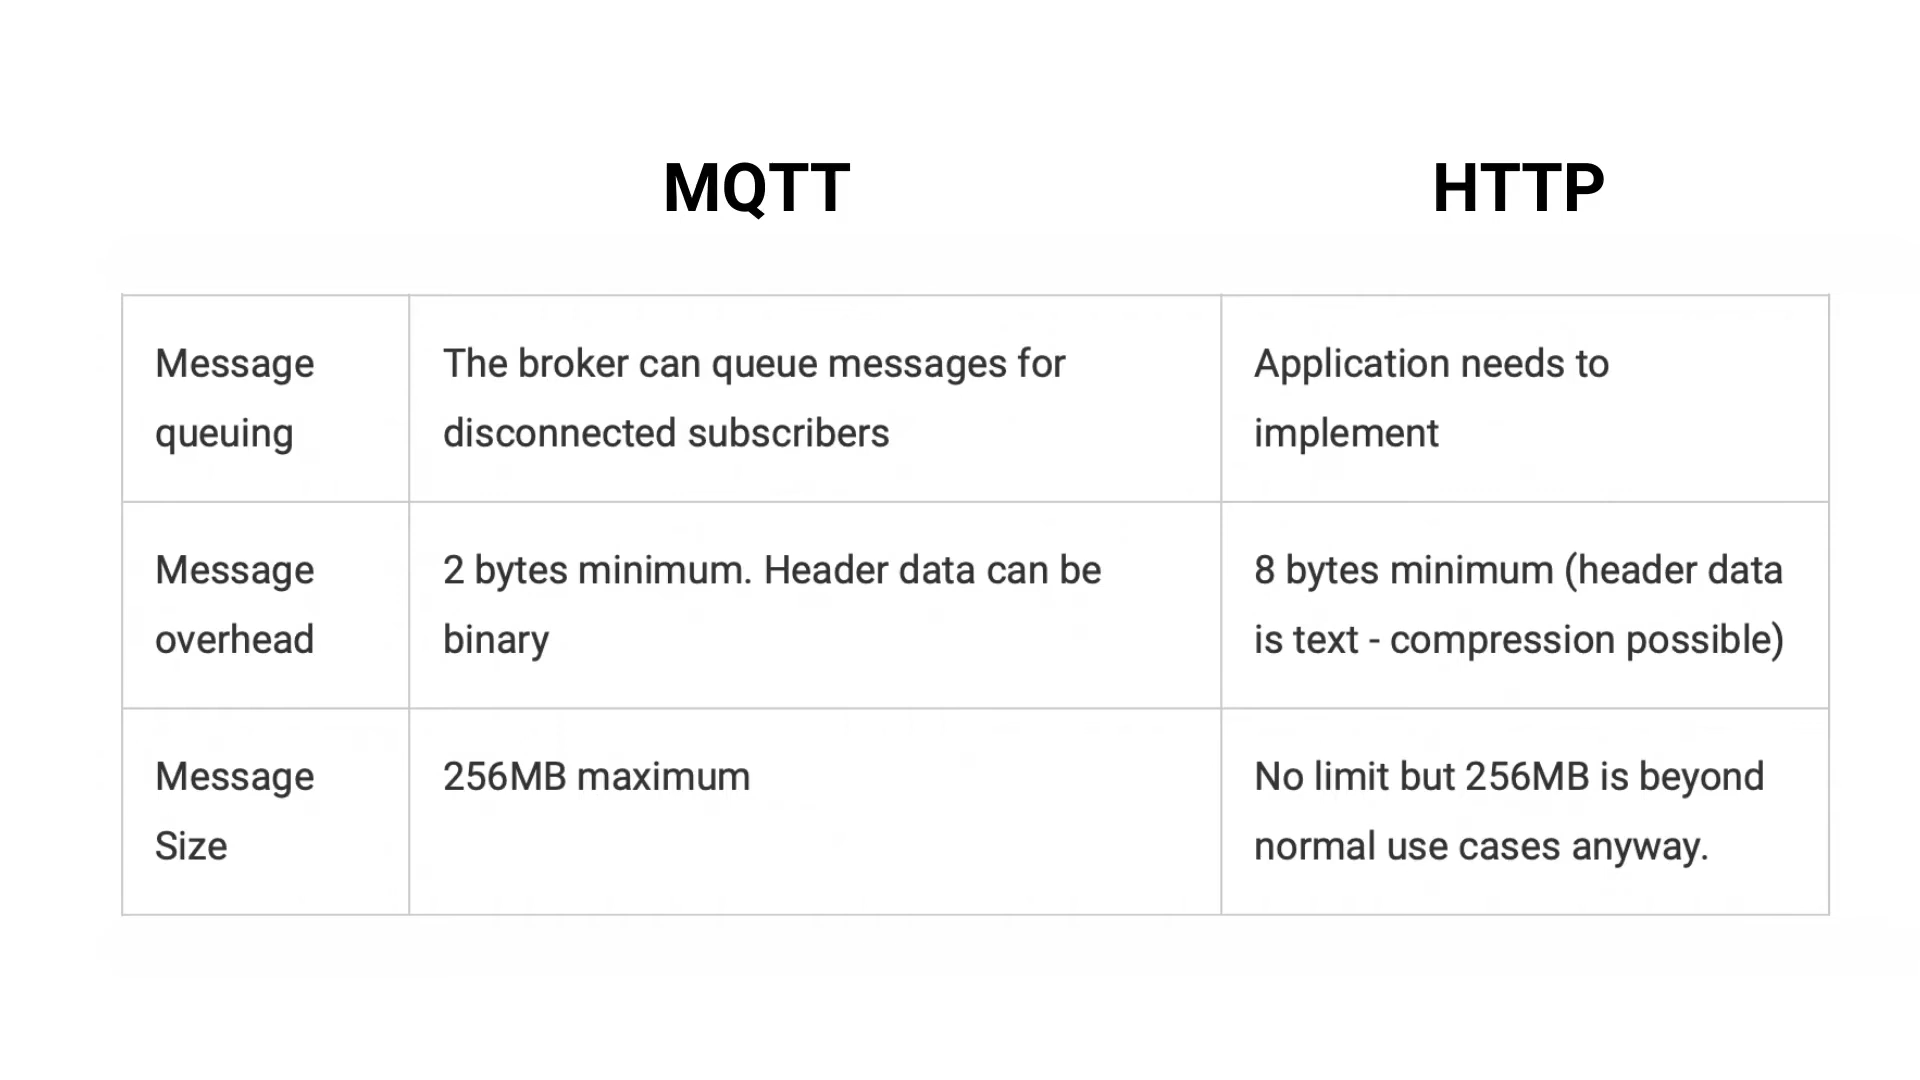 MQTT HTTP
Message
queuing
The broker can queue messages for
disconnected subscribers
Application needs to
implement
Message
overhead
2 bytes minimum. Header data can be
binary
8 bytes minimum (header data
is text - compression possible)
Message
Size
256MB maximum
No limit but 256MB is beyond
normal use cases anyway.